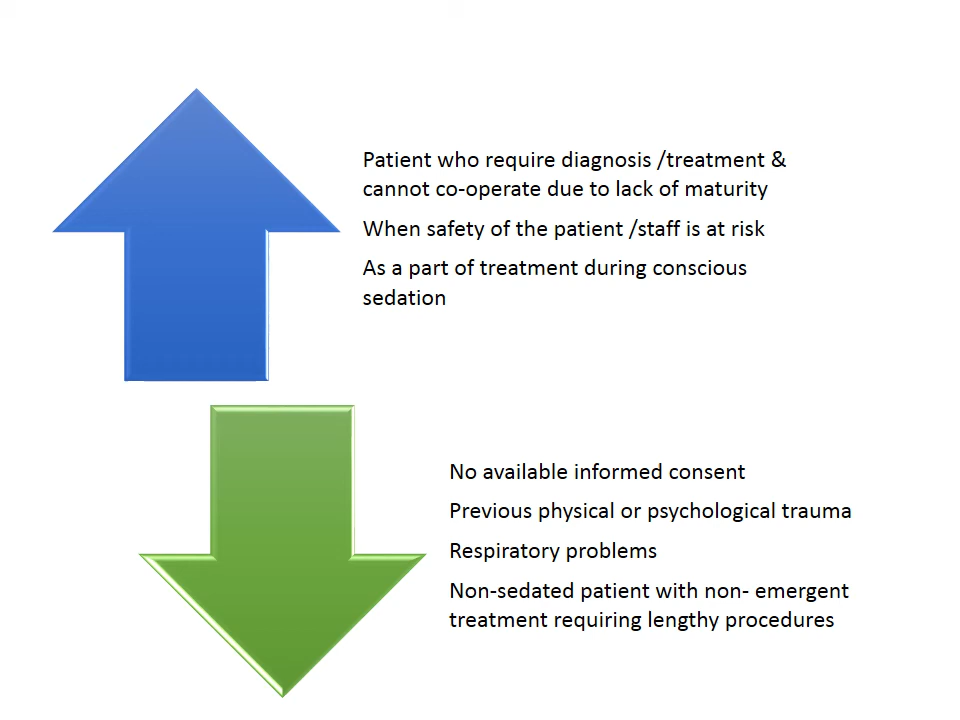 Patient who require diagnosis /treatment &
cannot co-operate due to lack of maturity
When safety of the patient /staff is at risk
As a part of treatment during conscious
sedation
No available informed consent
Previous physical or psychological trauma
Respiratory problems
Non-sedated patient with non- emergent
treatment requiring lengthy procedures